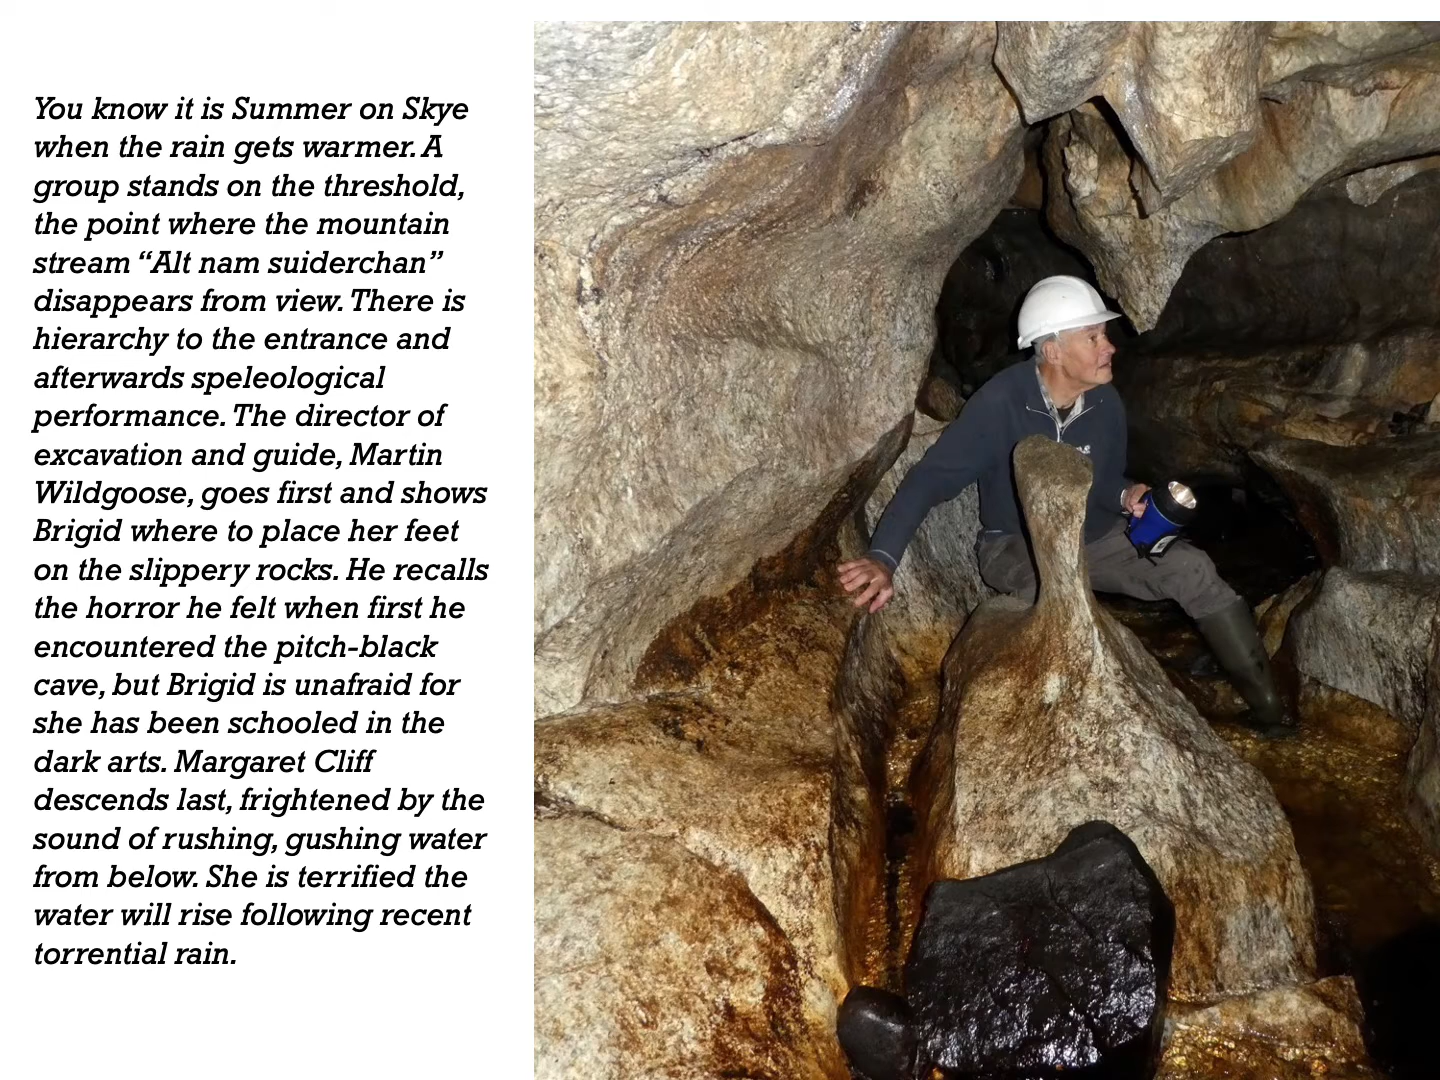 You know it is Summer on Skye
when the rain gets warmer. A
group stands on the threshold,
the point where the mountain
stream “Alt nam suiderchan”
disappears from view. There is
hierarchy to the entrance and
afterwards speleological
performance. The director of
excavation and guide, Martin
Wildgoose, goes first and shows
Brigid where to place her feet
on the slippery rocks. He recalls
the horror he felt when first he
encountered the pitch-black
cave, but Brigid is unafraid for
she has been schooled in the
dark arts. Margaret Cliff
descends last, frightened by the
sound of rushing, gushing water
from below. She is terrified the
water will rise following recent
torrential rain.